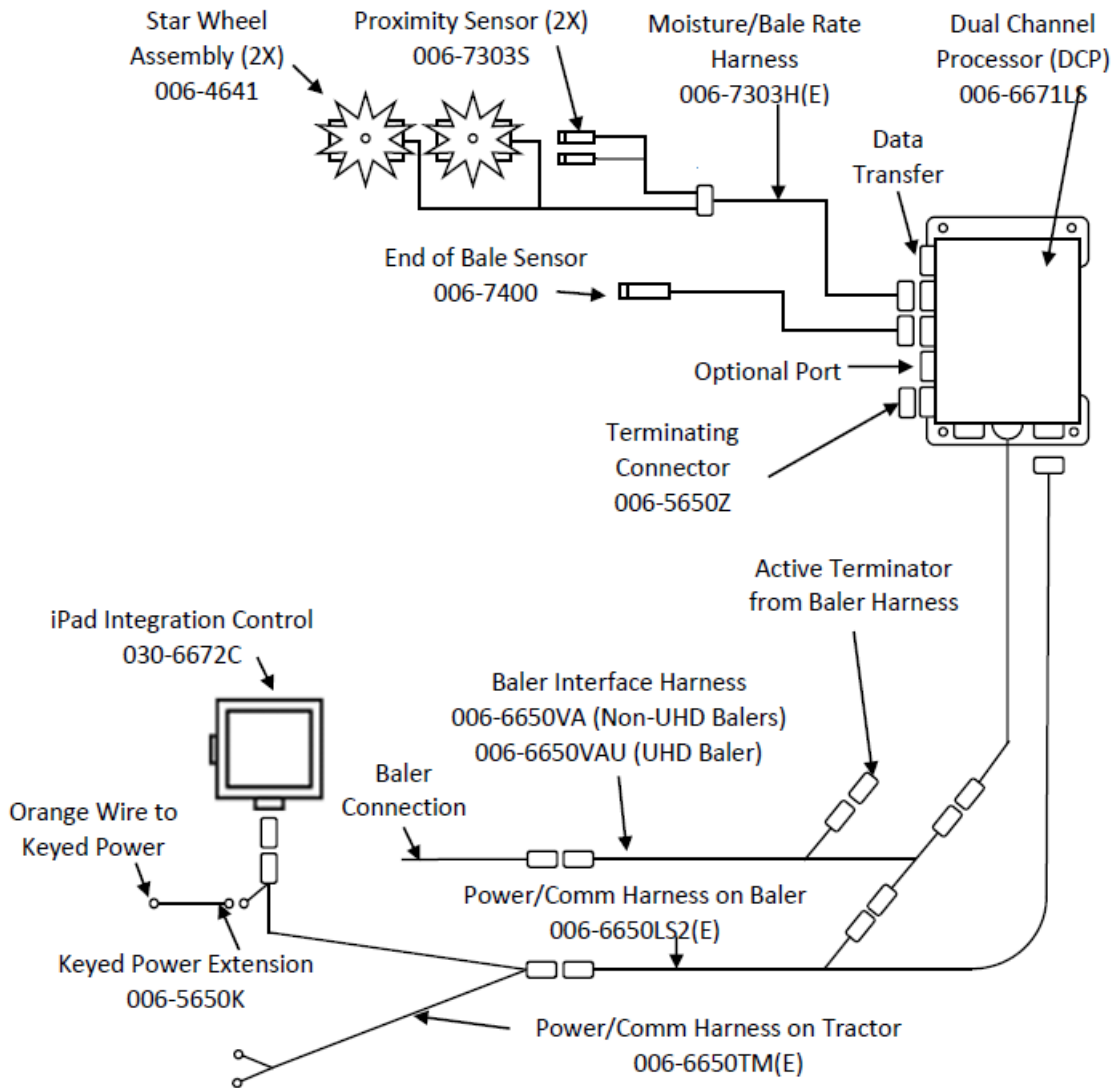 Star Wheel
Assembly (2X)
006-4641
Proximity Sensor (2X)
006-7303S
Moisture/Bale Rate
Harness
006-7303H(E)
Dual Channel
Processor (DCP)
006-6671LS
Data
Transfer
End of Bale Sensor
006-7400
Optional Port
Terminating
Connector
006-5650Z
Active Terminator
from Baler Harness
iPad Integration Control
030-6672C
Baler Interface Harness
006-6650VA (Non-UHD Balers)
006-6650VAU (UHD Baler)
Baler
Connection
Orange Wire to
Keyed Power
Power/Comm Harness on Baler
006-6650LS2(E)
Keyed Power Extension
006-5650K
Power/Comm Harness on Tractor
006-6650TM(E)